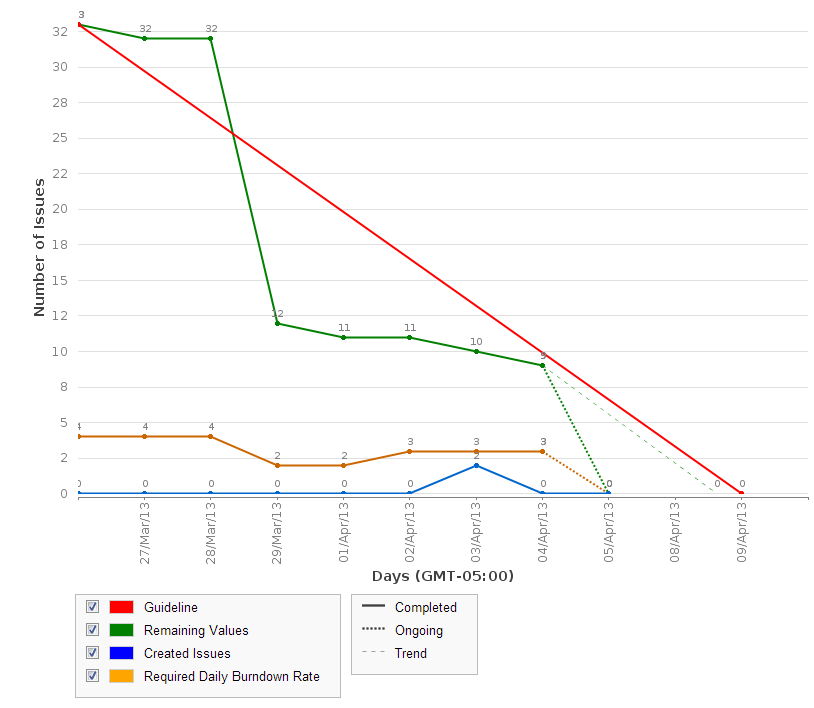 3
32
32
32
30
28
25
22
20
18
15
12
10
8
5
2
0
12
11
11
10
9
4
4
4
2
2
3
3
3
0
0
0
0
0
0
2
0
0
0
0
Number of Issues
27/Mar/13
28/Mar/13
29/Mar/13
01/Apr/13
02/Apr/13
03/Apr/13
04/Apr/13
05/Apr/13
08/Apr/13
09/Apr/13
Days (GMT-05:00)
Guideline
Remaining Values
Created Issues
Required Daily Burndown Rate
Completed
Ongoing
Trend